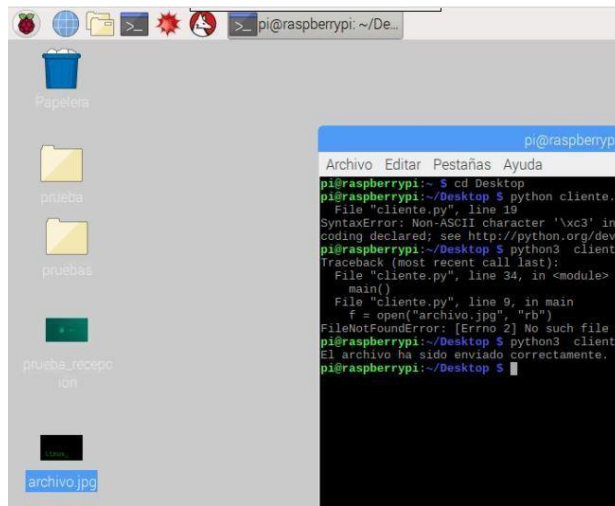 pi@raspberrypi: ~/De...
Papelera
prueba
pruebas
prueba_recepc
ion
archivo.jpg
pi@raspberryp
Archivo Editar Pestañas Ayuda
pi@raspberrypi:~ $ cd Desktop
pi@raspberrypi:~/Desktop $ python cliente.
File "cliente.py", line 19
SyntaxError: Non-ASCII character '\xc3' in
coding declared; see http://python.org/dev
pi@raspberrypi:~/Desktop $ python3 client
Traceback (most recent call last):
File "cliente.py", line 34, in <module>
main()
File "cliente.py", line 9, in main
f = open("archivo.jpg", "rb")
FileNotFoundError: [Errno 2] No such file
pi@raspberrypi:~/Desktop $ python3 client
El archivo ha sido enviado correctamente.
pi@raspberrypi:~/Desktop $